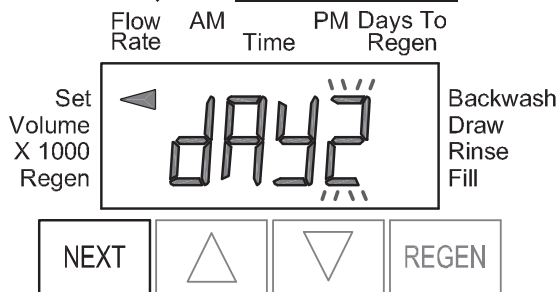 Flow Rate AM Time PM Days To Regen
Set
Volume
X 1000
Regen
dAY2
Backwash
Draw
Rinse
Fill
NEXT REGEN